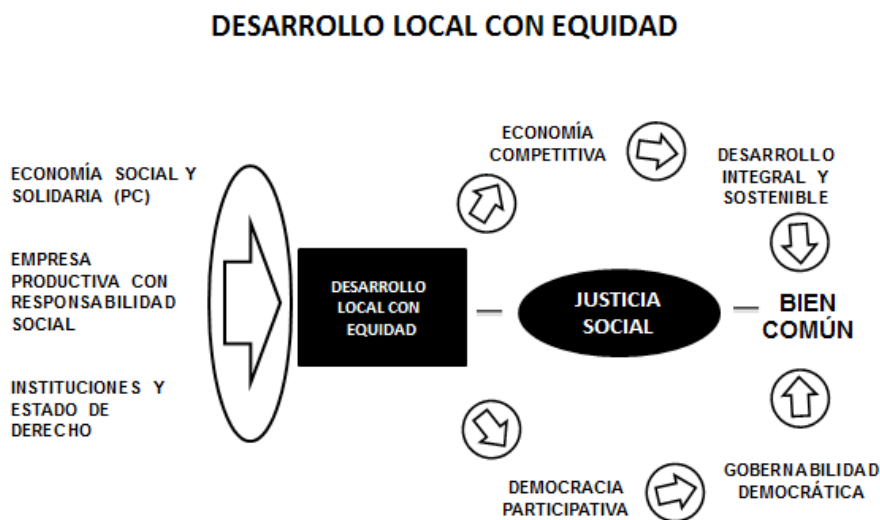 DESARROLLO LOCAL CON EQUIDAD
ECONOMÍA SOCIAL Y
SOLIDARIA (PC)
EMPRESA
PRODUCTIVA CON
RESPONSABILIDAD
SOCIAL
INSTITUCIONES Y
ESTADO DE
DERECHO
DESARROLLO
LOCAL CON
EQUIDAD
ECONOMÍA
COMPETITIVA
DESARROLLO
INTEGRAL Y
SOSTENIBLE
JUSTICIA
SOCIAL
BIEN
COMÚN
DEMOCRACIA
PARTICIPATIVA
GOBERNABILIDAD
DEMOCRÁTICA